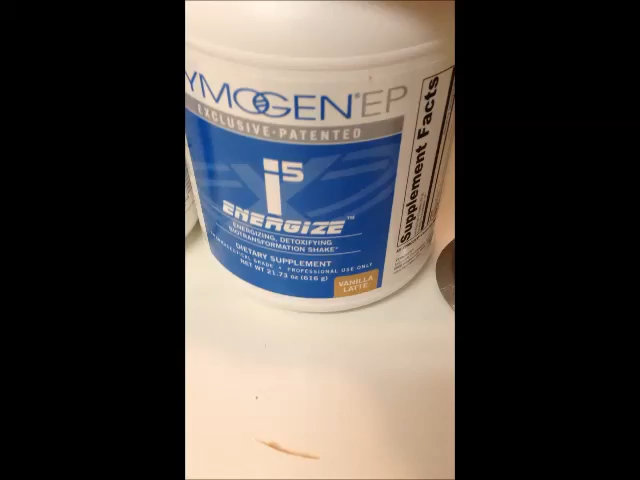 YMOGEN®EP
EXCLUSIVE • PATENTED
i5
ENERGIZE™
ENERGIZING, DETOXIFYING,
BIOTRANSFORMATION SHAKE*
DIETARY SUPPLEMENT
PROFESSIONAL USE ONLY
NET WT 21.73 oz (616 g)
VANILLA
LATTE
Supplement Facts